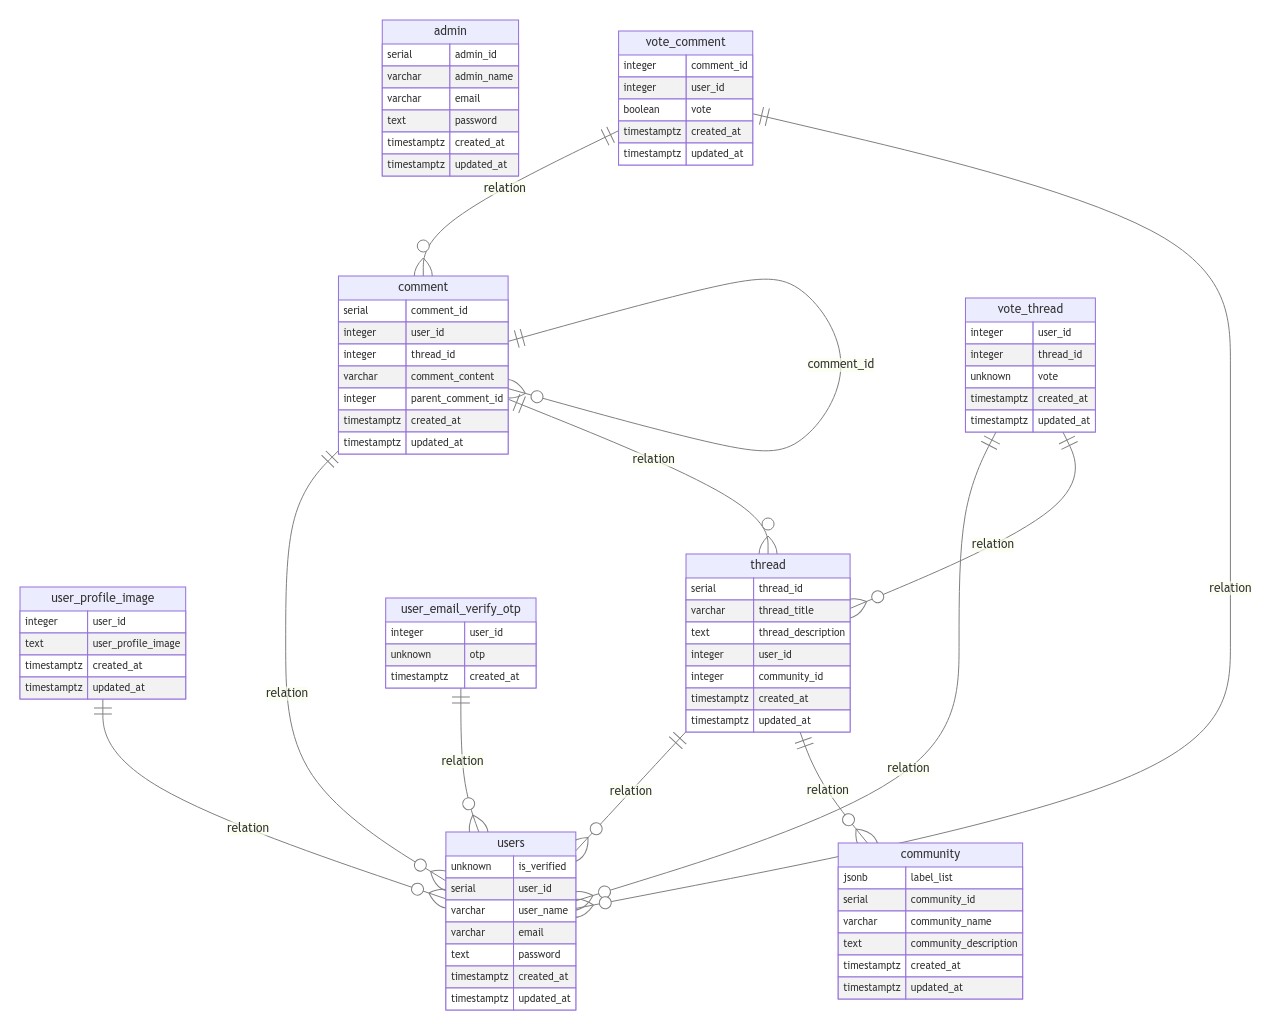 admin
serial admin_id
varchar admin_name
varchar email
text password
timestamptz created_at
timestamptz updated_at
vote_comment
integer comment_id
integer user_id
boolean vote
timestamptz created_at
timestamptz updated_at
relation
comment
serial comment_id
integer user_id
integer thread_id
varchar comment_content
integer parent_comment_id
timestamptz created_at
timestamptz updated_at
comment_id
vote_thread
integer user_id
integer thread_id
unknown vote
timestamptz created_at
timestamptz updated_at
relation
relation
thread
serial thread_id
varchar thread_title
text thread_description
integer user_id
integer community_id
timestamptz created_at
timestamptz updated_at
relation
user_profile_image
integer user_id
text user_profile_image
timestamptz created_at
timestamptz updated_at
user_email_verify_otp
integer user_id
unknown otp
timestamptz created_at
relation
relation
relation
relation
relation
relation
users
unknown is_verified
serial user_id
varchar user_name
varchar email
text password
timestamptz created_at
timestamptz updated_at
community
jsonb label_list
serial community_id
varchar community_name
text community_description
timestamptz created_at
timestamptz updated_at